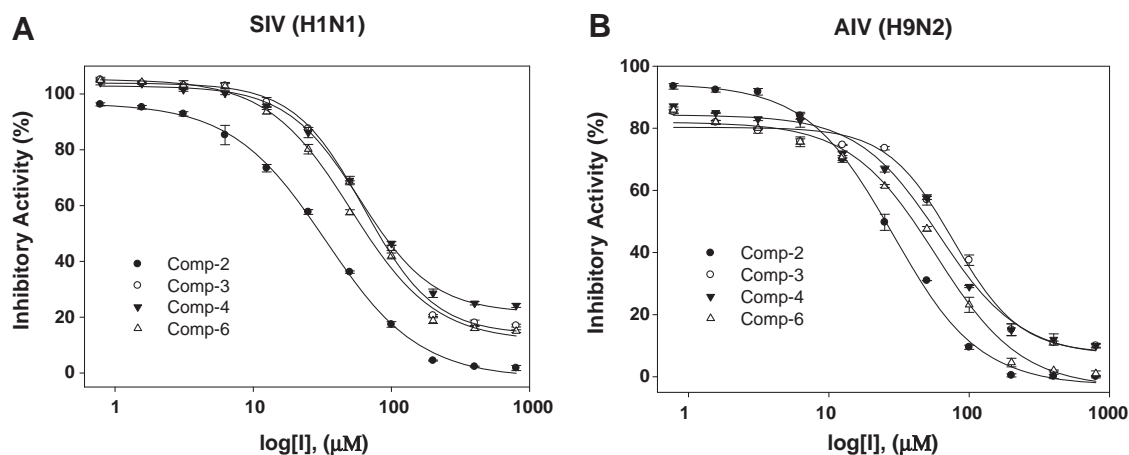 A
SIV (H1N1)
Inhibitory Activity (%)
100
80
60
40
20
0
Comp-2
Comp-3
Comp-4
Comp-6
1
10
100
1000
log[I], (μM)
B
AIV (H9N2)
Inhibitory Activity (%)
100
80
60
40
20
0
Comp-2
Comp-3
Comp-4
Comp-6
1
10
100
1000
log[I], (μM)